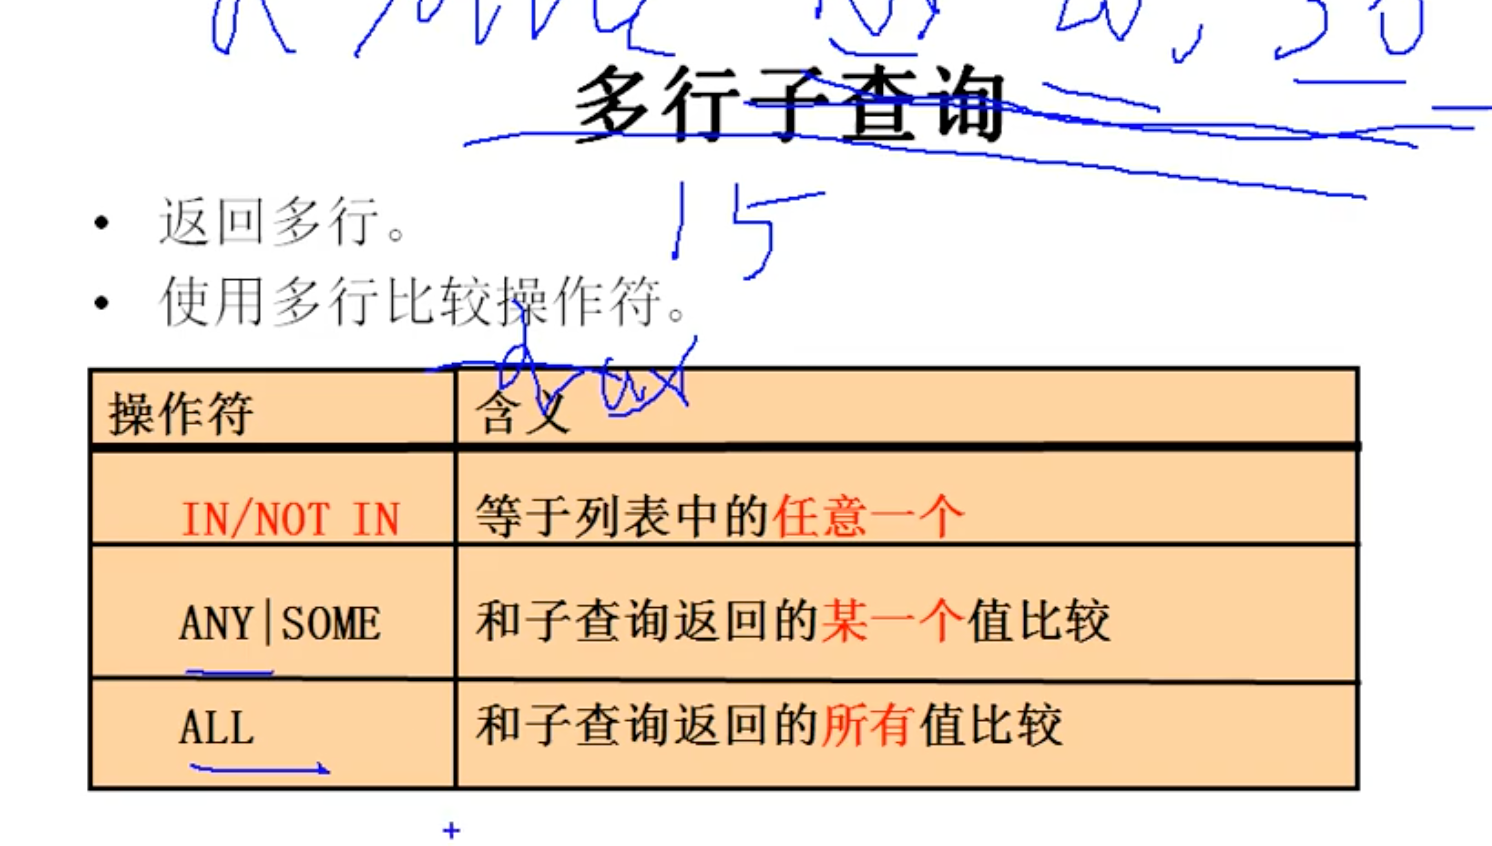 多行子查询
15
• 返回多行。
• 使用多行比较操作符。
操作符 含义
IN/NOT IN 等于列表中的任意一个
ANY|SOME 和子查询返回的某一个值比较
ALL 和子查询返回的所有值比较